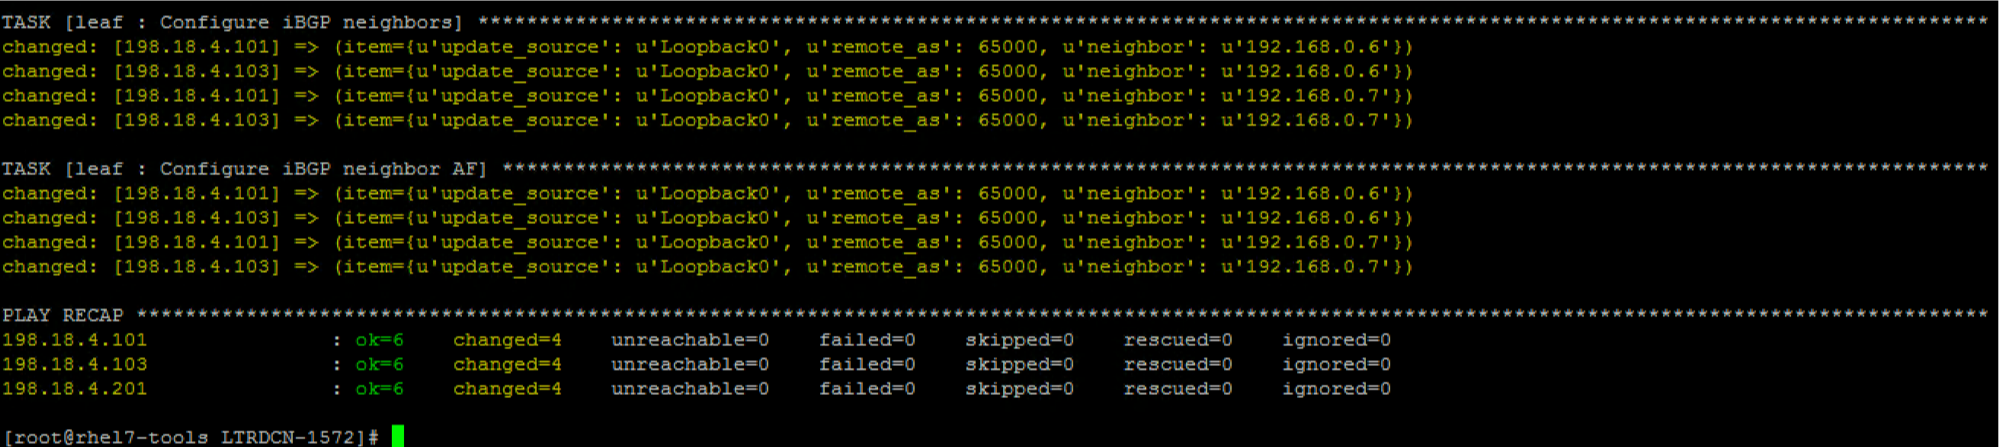 TASK [leaf : Configure iBGP neighbors] ****************************************************************************************************************************
changed: [198.18.4.101] => (item={u'update_source': u'Loopback0', u'remote_as': 65000, u'neighbor': u'192.168.0.6'})
changed: [198.18.4.103] => (item={u'update_source': u'Loopback0', u'remote_as': 65000, u'neighbor': u'192.168.0.6'})
changed: [198.18.4.101] => (item={u'update_source': u'Loopback0', u'remote_as': 65000, u'neighbor': u'192.168.0.7'})
changed: [198.18.4.103] => (item={u'update_source': u'Loopback0', u'remote_as': 65000, u'neighbor': u'192.168.0.7'})
TASK [leaf : Configure iBGP neighbor AF] **************************************************************************************************************************
changed: [198.18.4.101] => (item={u'update_source': u'Loopback0', u'remote_as': 65000, u'neighbor': u'192.168.0.6'})
changed: [198.18.4.103] => (item={u'update_source': u'Loopback0', u'remote_as': 65000, u'neighbor': u'192.168.0.6'})
changed: [198.18.4.101] => (item={u'update_source': u'Loopback0', u'remote_as': 65000, u'neighbor': u'192.168.0.7'})
changed: [198.18.4.103] => (item={u'update_source': u'Loopback0', u'remote_as': 65000, u'neighbor': u'192.168.0.7'})
PLAY RECAP ********************************************************************************************************************************************************
198.18.4.101 : ok=6 changed=4 unreachable=0 failed=0 skipped=0 rescued=0 ignored=0
198.18.4.103 : ok=6 changed=4 unreachable=0 failed=0 skipped=0 rescued=0 ignored=0
198.18.4.201 : ok=6 changed=4 unreachable=0 failed=0 skipped=0 rescued=0 ignored=0
[root@rhel7-tools LTRDCN-1572]#